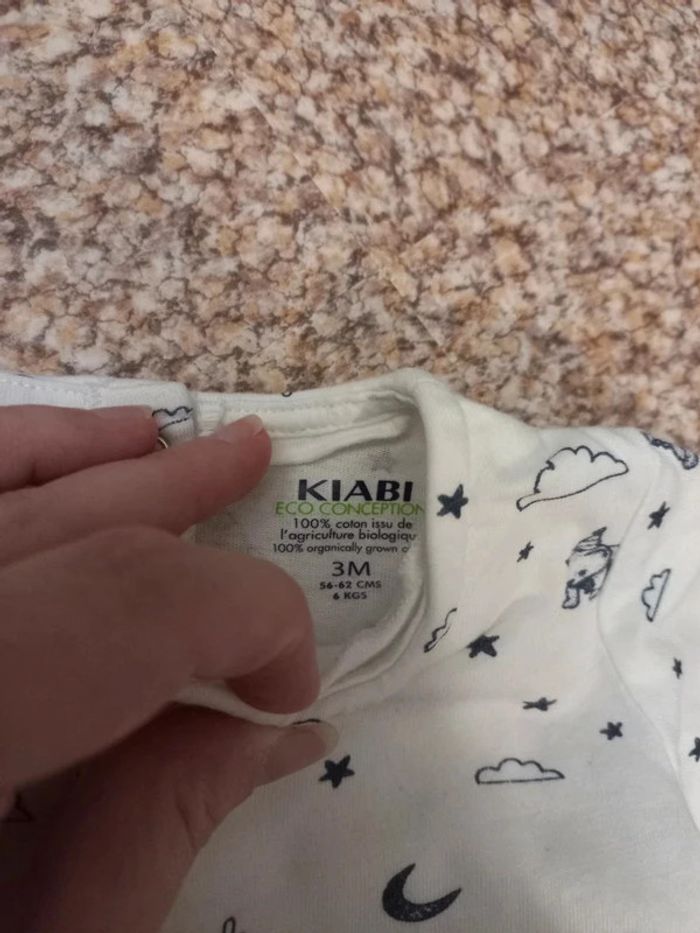 KIABI
ECO CONCEPTION
100% coton issu de
l'agriculture biologiqu
100% organically grown c
3M
56-62 CMS
6 KGS